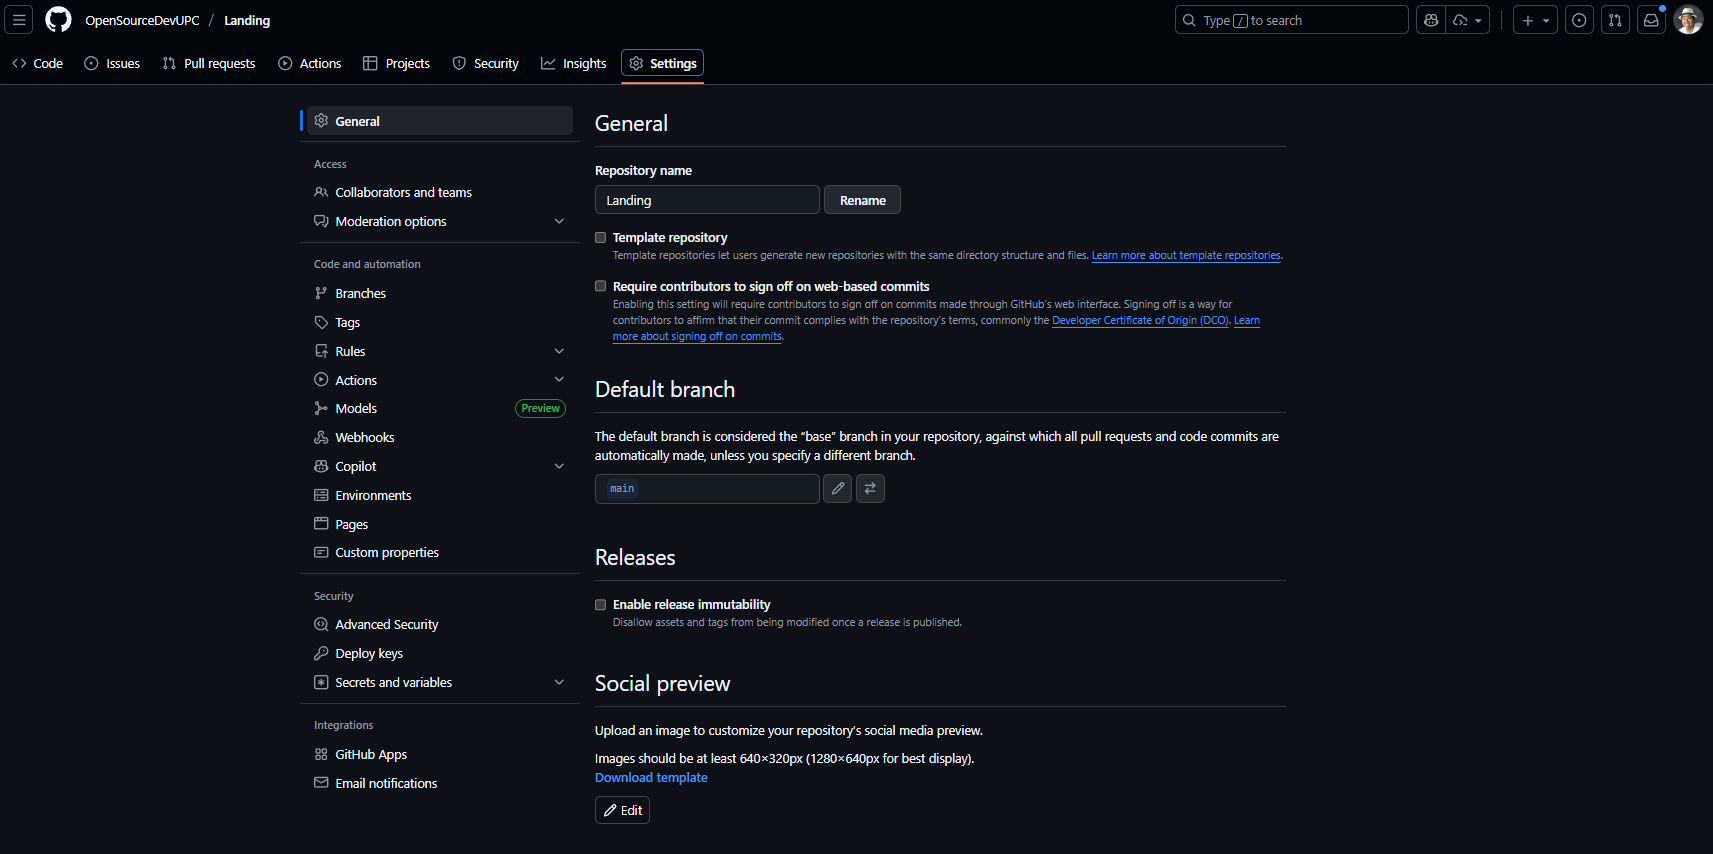 OpenSourceDevUPC / Landing
Type / to search
Code
Issues
Pull requests
Actions
Projects
Security
Insights
Settings
General
Access
Collaborators and teams
Moderation options
Code and automation
Branches
Tags
Rules
Actions
Models
Preview
Webhooks
Copilot
Environments
Pages
Custom properties
Security
Advanced Security
Deploy keys
Secrets and variables
Integrations
GitHub Apps
Email notifications
General
Repository name
Landing
Rename
Template repository
Template repositories let users generate new repositories with the same directory structure and files. Learn more about template repositories.
Require contributors to sign off on web-based commits
Enabling this setting will require contributors to sign off on commits made through GitHub's web interface. Signing off is a way for
contributors to affirm that their commit complies with the repository's terms, commonly the Developer Certificate of Origin (DCO). Learn
more about signing off on commits.
Default branch
The default branch is considered the “base” branch in your repository, against which all pull requests and code commits are
automatically made, unless you specify a different branch.
main
Releases
Enable release immutability
Disallow assets and tags from being modified once a release is published.
Social preview
Upload an image to customize your repository's social media preview.
Images should be at least 640×320px (1280×640px for best display).
Download template
Edit